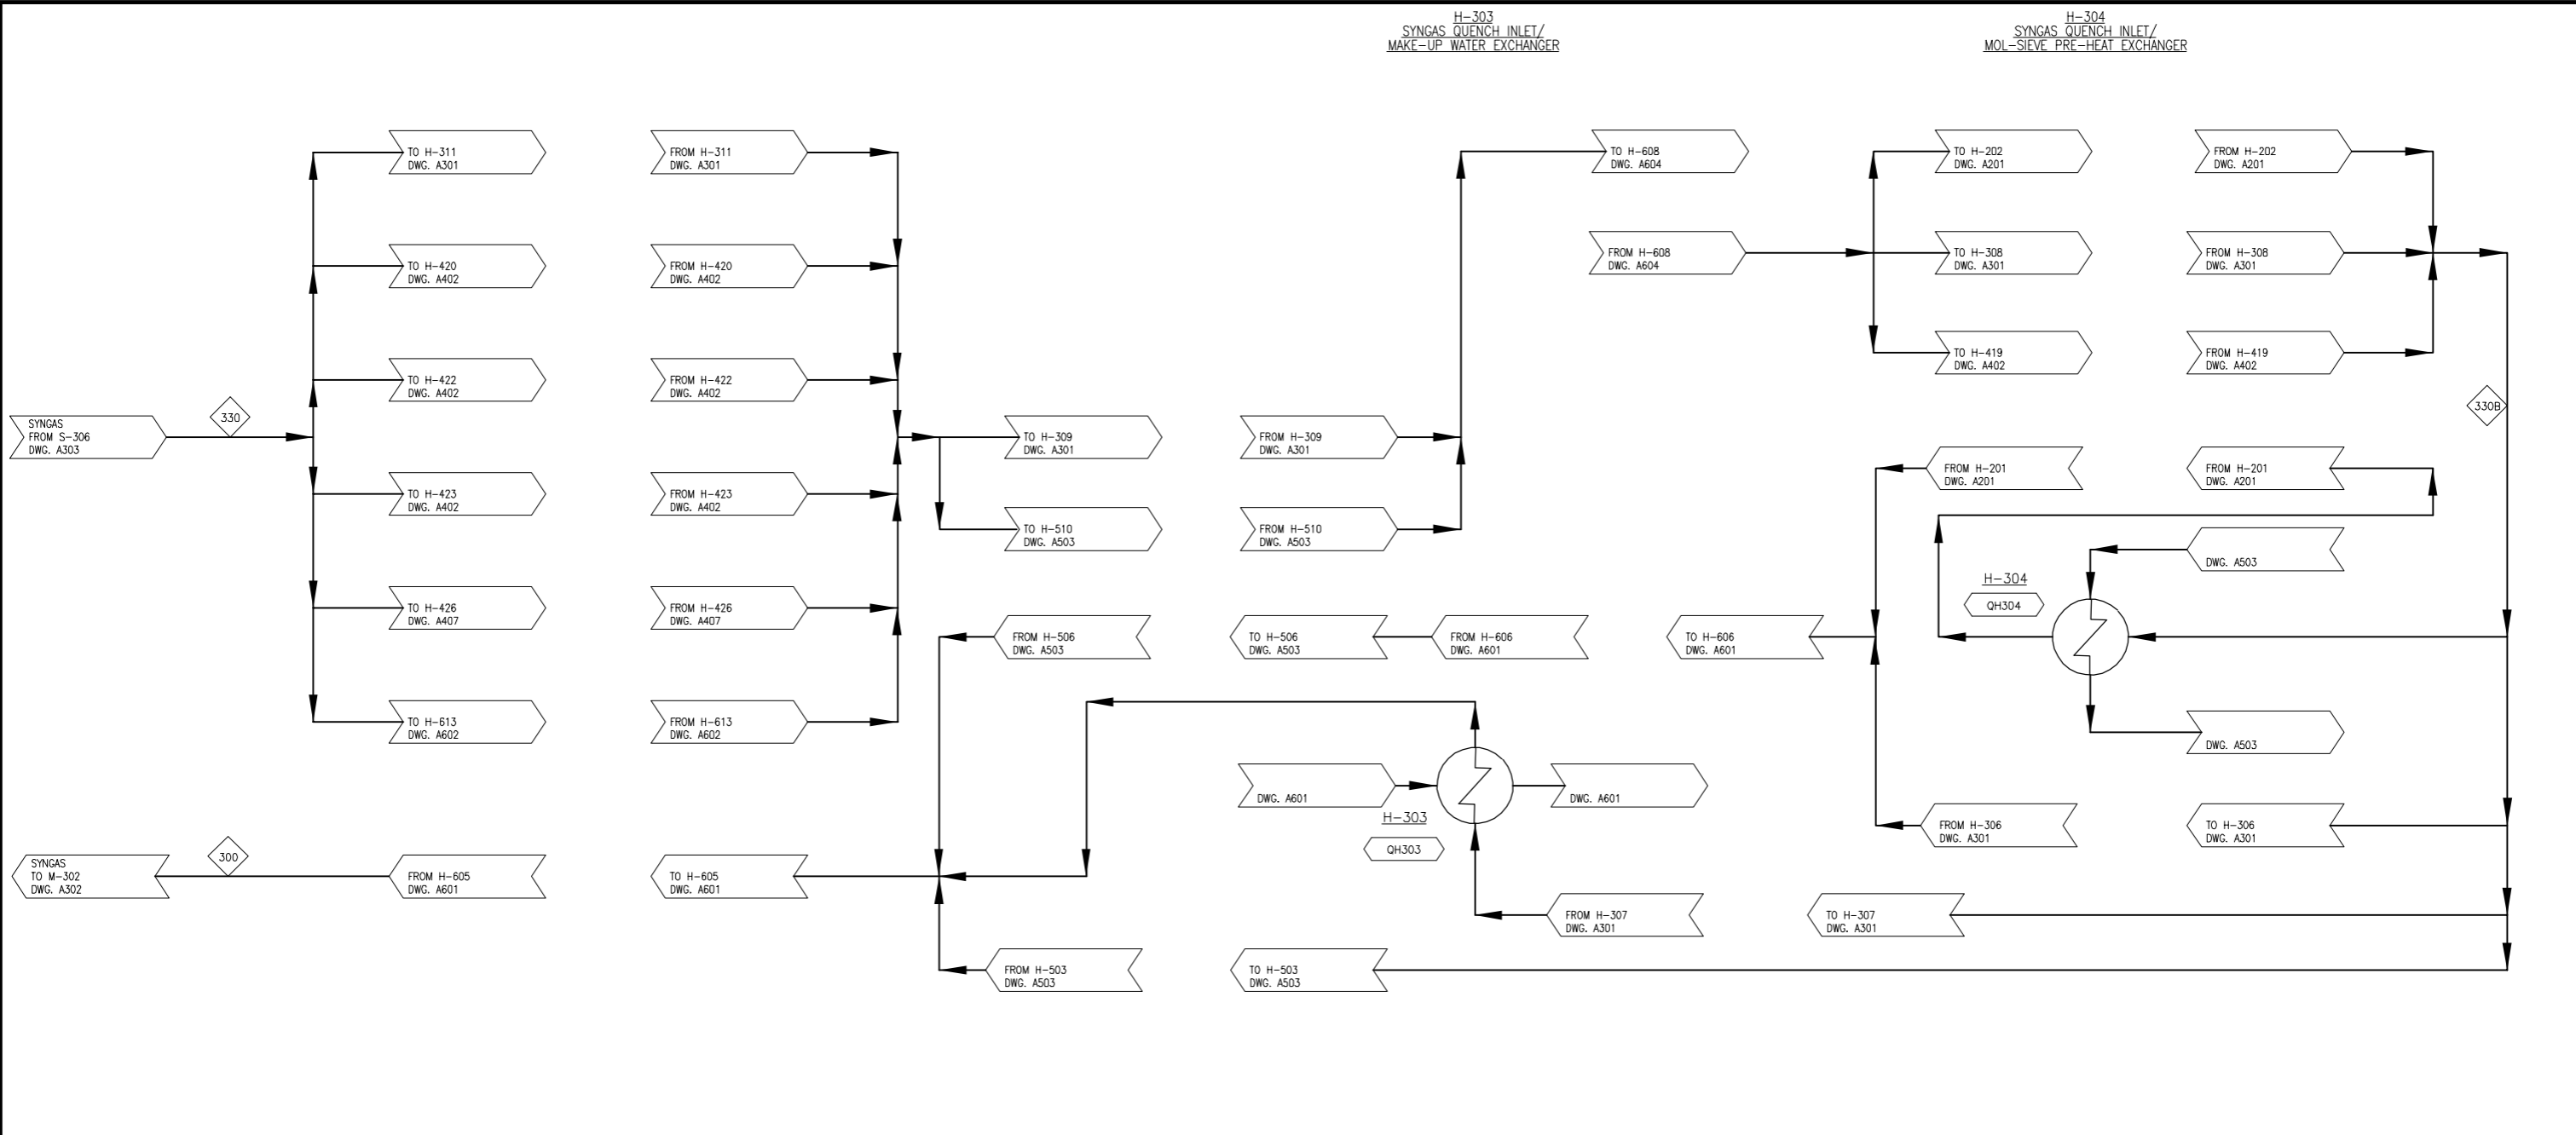 H-303
SYNGAS QUENCH INLET/
MAKE-UP WATER EXCHANGER
H-304
SYNGAS QUENCH INLET/
MOL-SIEVE PRE-HEAT EXCHANGER
TO H-311
DWG. A301
FROM H-311
DWG. A301
TO H-608
DWG. A604
TO H-202
DWG. A201
FROM H-202
DWG. A201
TO H-420
DWG. A402
FROM H-420
DWG. A402
FROM H-608
DWG. A604
TO H-308
DWG. A301
FROM H-308
DWG. A301
TO H-422
DWG. A402
FROM H-422
DWG. A402
TO H-419
DWG. A402
FROM H-419
DWG. A402
330B
SYNGAS
FROM S-306
DWG. A303
330
TO H-309
DWG. A301
FROM H-309
DWG. A301
FROM H-201
DWG. A201
FROM H-201
DWG. A201
TO H-423
DWG. A402
FROM H-423
DWG. A402
TO H-510
DWG. A503
FROM H-510
DWG. A503
DWG. A503
H-304
QH304
TO H-426
DWG. A407
FROM H-426
DWG. A407
FROM H-506
DWG. A503
TO H-506
DWG. A503
FROM H-606
DWG. A601
TO H-606
DWG. A601
TO H-613
DWG. A602
FROM H-613
DWG. A602
DWG. A503
DWG. A601
DWG. A601
H-303
QH303
FROM H-306
DWG. A301
TO H-306
DWG. A301
SYNGAS
TO M-302
DWG. A302
300
FROM H-605
DWG. A601
TO H-605
DWG. A601
FROM H-307
DWG. A301
TO H-307
DWG. A301
FROM H-503
DWG. A503
TO H-503
DWG. A503